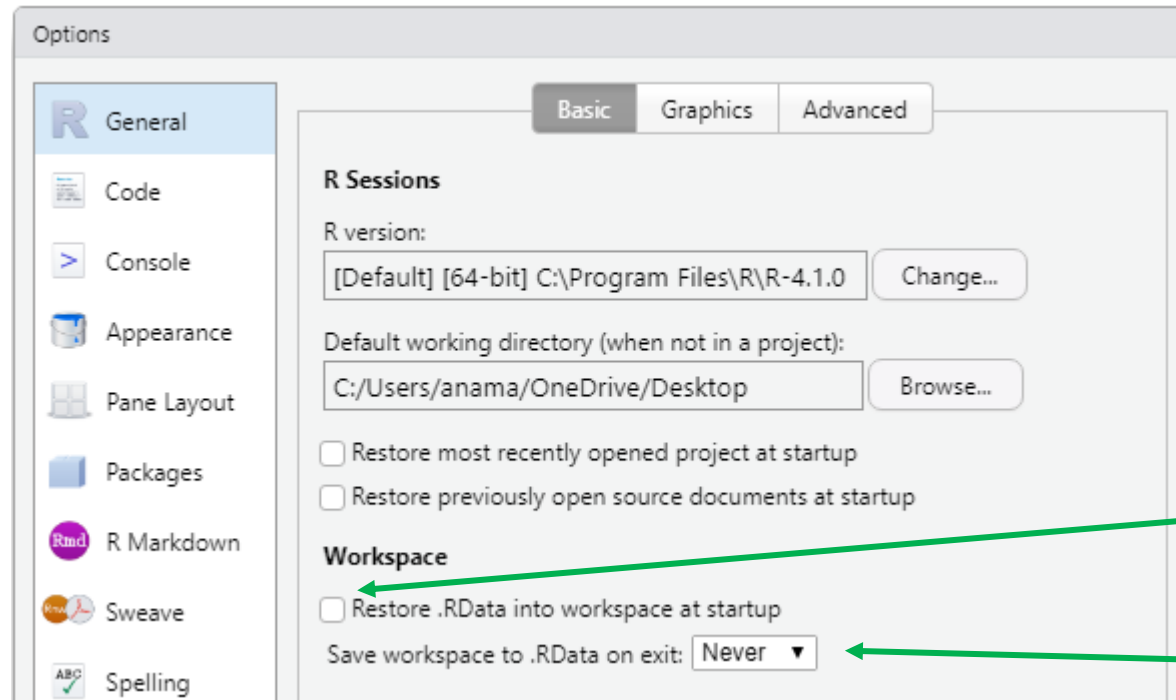 Options
General
Code
Console
Appearance
Pane Layout
Packages
Rmd R Markdown
Rnw Sweave
ABC Spelling
Basic Graphics Advanced
R Sessions
R version:
[Default] [64-bit] C:\Program Files\R\R-4.1.0 Change...
Default working directory (when not in a project):
C:/Users/anama/OneDrive/Desktop Browse...
Restore most recently opened project at startup
Restore previously open source documents at startup
Workspace
Restore .RData into workspace at startup
Save workspace to .RData on exit: Never